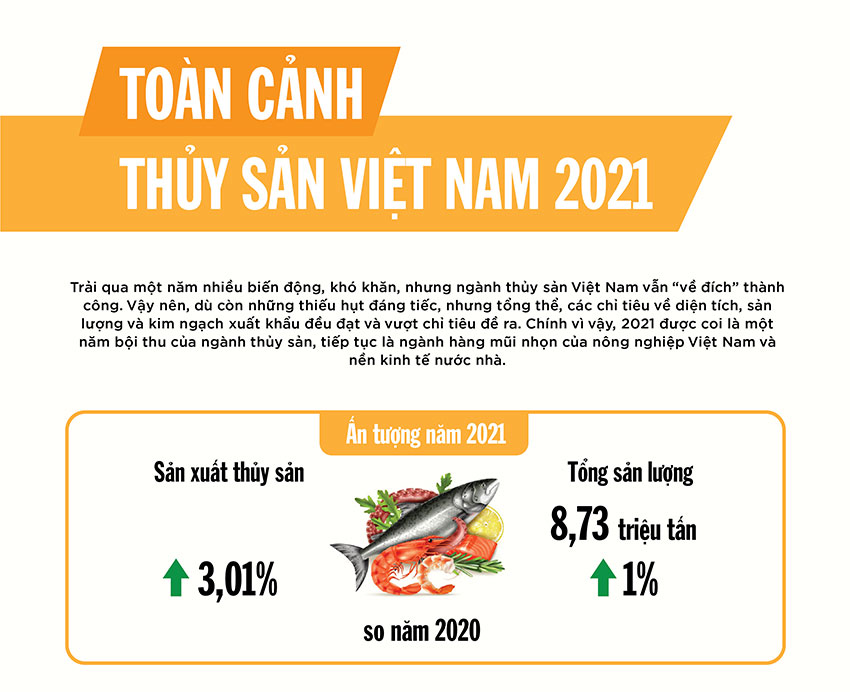 TOÀN CẢNH
THỦY SẢN VIỆT NAM 2021
Trải qua một năm nhiều biến động, khó khăn, nhưng ngành thủy sản Việt Nam vẫn “về đích” thành
công. Vậy nên, dù còn những thiếu hụt đáng tiếc, nhưng tổng thể, các chỉ tiêu về diện tích, sản
lượng và kim ngạch xuất khẩu đều đạt và vượt chỉ tiêu đề ra. Chính vì vậy, 2021 được coi là một
năm bội thu của ngành thủy sản, tiếp tục là ngành hàng mũi nhọn của nông nghiệp Việt Nam và
nền kinh tế nước nhà.
Ấn tượng năm 2021
Sản xuất thủy sản
3,01%
Tổng sản lượng
8,73 triệu tấn
1%
so năm 2020